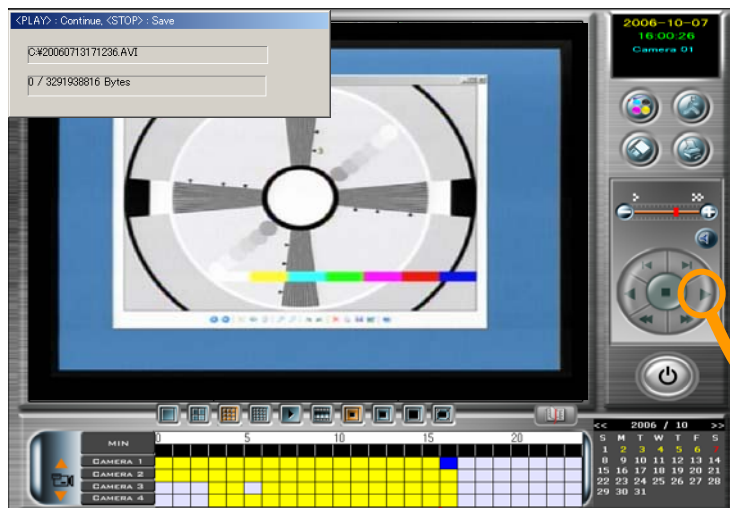 <PLAY> : Continue, <STOP> : Save
C:¥20060713171236.AVI
0 / 3291938816 Bytes
3
2006-10-07
16:00:26
Camera 01
MIN
0 5 10 15 20
CAMERA 1
CAMERA 2
CAMERA 3
CAMERA 4
<< 2006 / 10 >>
S M T W T F S
1 2 3 4 5 6 7
8 9 10 11 12 13 14
15 16 17 18 19 20 21
22 23 24 25 26 27 28
29 30 31